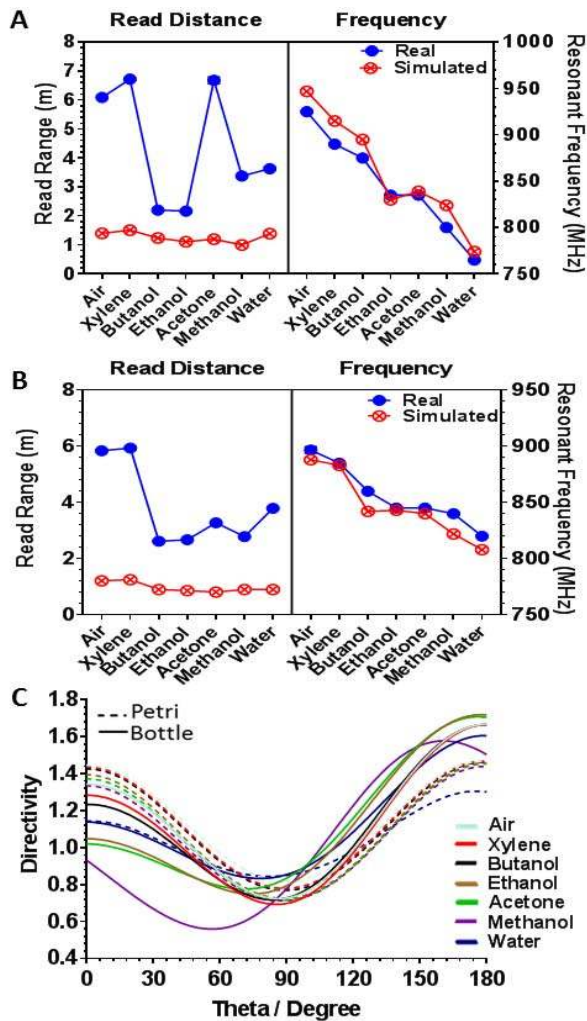 A
Read Distance
Frequency
8
7
6
5
4
3
2
1
0
Read Range (m)
Real
Simulated
1000
950
900
850
800
750
Resonant Frequency
(MHz)
Air
Xylene
Butanol
Ethanol
Acetone
Methanol
Water
Air
Xylene
Butanol
Ethanol
Acetone
Methanol
Water
B
Read Distance
Frequency
8
6
4
2
0
Read Range (m)
Real
Simulated
950
900
850
800
750
Resonant Frequency
(MHz)
Air
Xylene
Butanol
Ethanol
Acetone
Methanol
Water
Air
Xylene
Butanol
Ethanol
Acetone
Methanol
Water
C
1.8
1.6
1.4
1.2
1.0
0.8
0.6
0.4
Directivity
Petri
Bottle
Air
Xylene
Butanol
Ethanol
Acetone
Methanol
Water
0 30 60 90 120 150 180
Theta / Degree